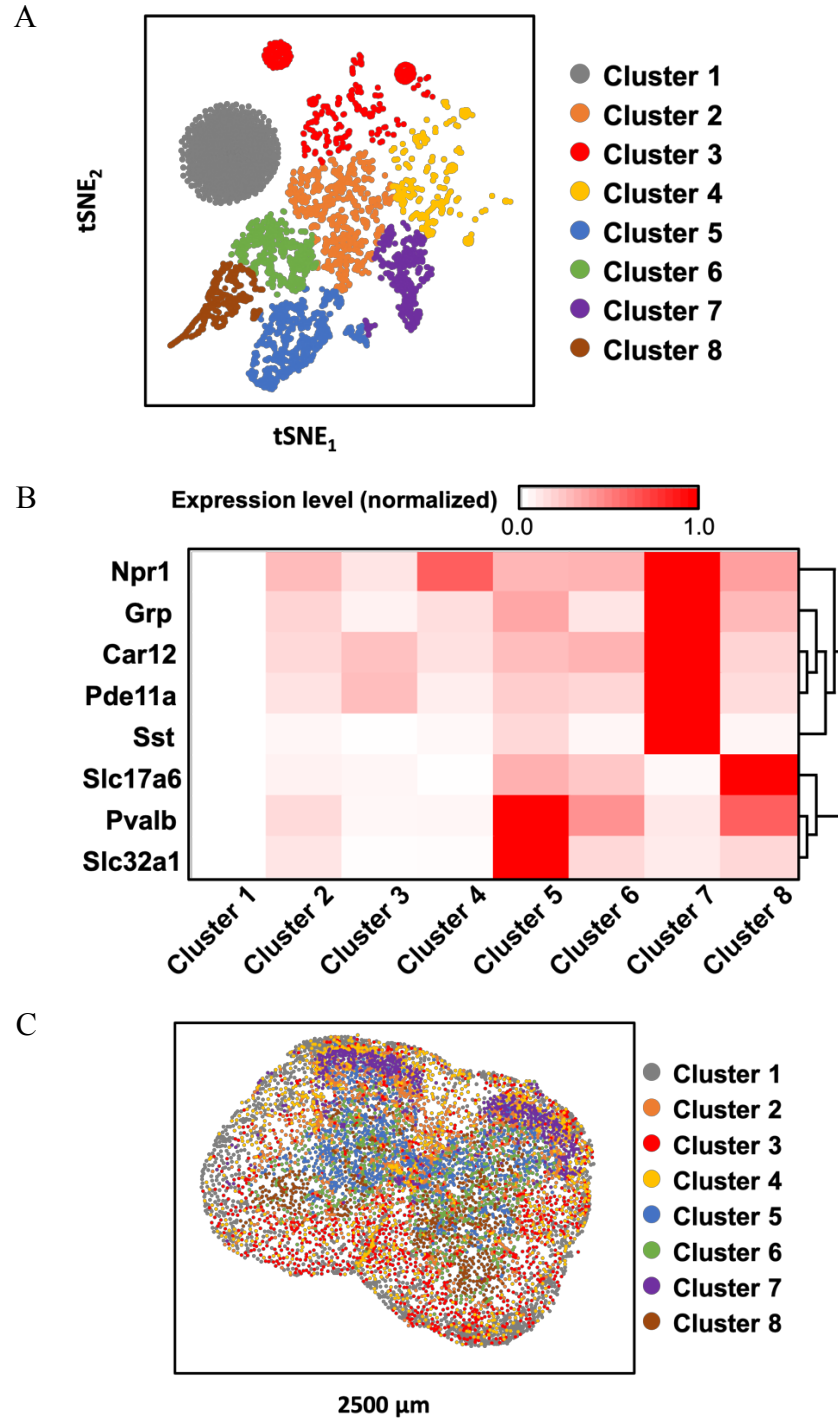 A
tSNE2
tSNE1
Cluster 1
Cluster 2
Cluster 3
Cluster 4
Cluster 5
Cluster 6
Cluster 7
Cluster 8
B
Expression level (normalized)
0.0 1.0
Npr1
Grp
Car12
Pde11a
Sst
Slc17a6
Pvalb
Slc32a1
Cluster 1 Cluster 2 Cluster 3 Cluster 4 Cluster 5 Cluster 6 Cluster 7 Cluster 8
C
Cluster 1
Cluster 2
Cluster 3
Cluster 4
Cluster 5
Cluster 6
Cluster 7
Cluster 8
2500 μm